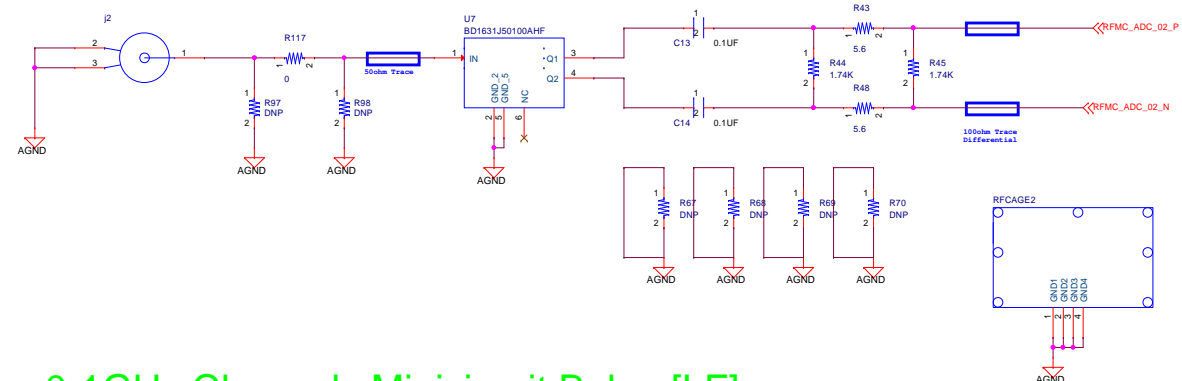 j2
2
3
1
AGND
R117
1
2
0
1
R97
DNP
2
AGND
1
R98
DNP
2
AGND
50ohm Trace
U7
BD1631J50100AHF
1
IN
Q1
3
Q2
4
GND_2
GND_5
NC
2
5
6
AGND
1
2
C13
0.1UF
1
2
C14
0.1UF
R43
1
2
5.6
1
R44
1.74K
2
1
R45
1.74K
2
R48
1
2
5.6
RFMC_ADC_02_P
RFMC_ADC_02_N
100ohm Trace
Differential
1
R67
DNP
2
AGND
1
R68
DNP
2
AGND
1
R69
DNP
2
AGND
1
R70
DNP
2
AGND
RFCAGE2
GND1
GND2
GND3
GND4
1
2
3
4
AGND